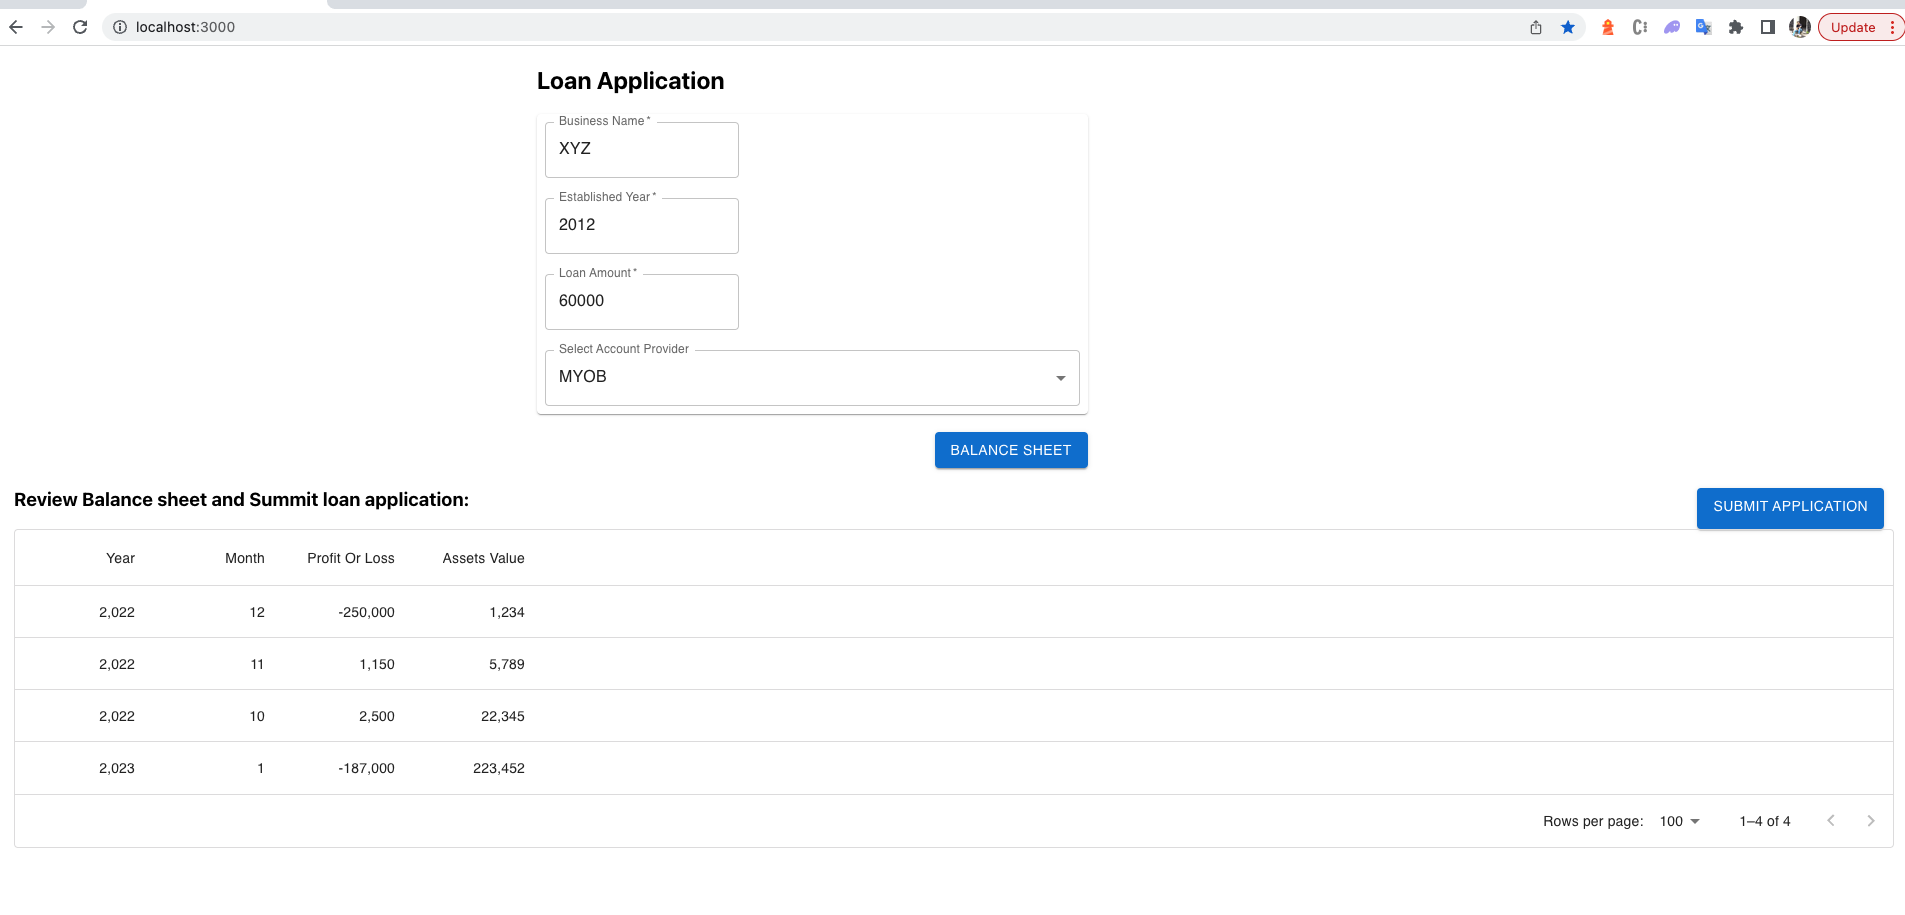 localhost:3000
Update
Loan Application
Business Name *
XYZ
Established Year *
2012
Loan Amount *
60000
Select Account Provider
MYOB
BALANCE SHEET
Review Balance sheet and Summit loan application:
SUBMIT APPLICATION
Year Month Profit Or Loss Assets Value
2,022 12 -250,000 1,234
2,022 11 1,150 5,789
2,022 10 2,500 22,345
2,023 1 -187,000 223,452
Rows per page: 100 1–4 of 4